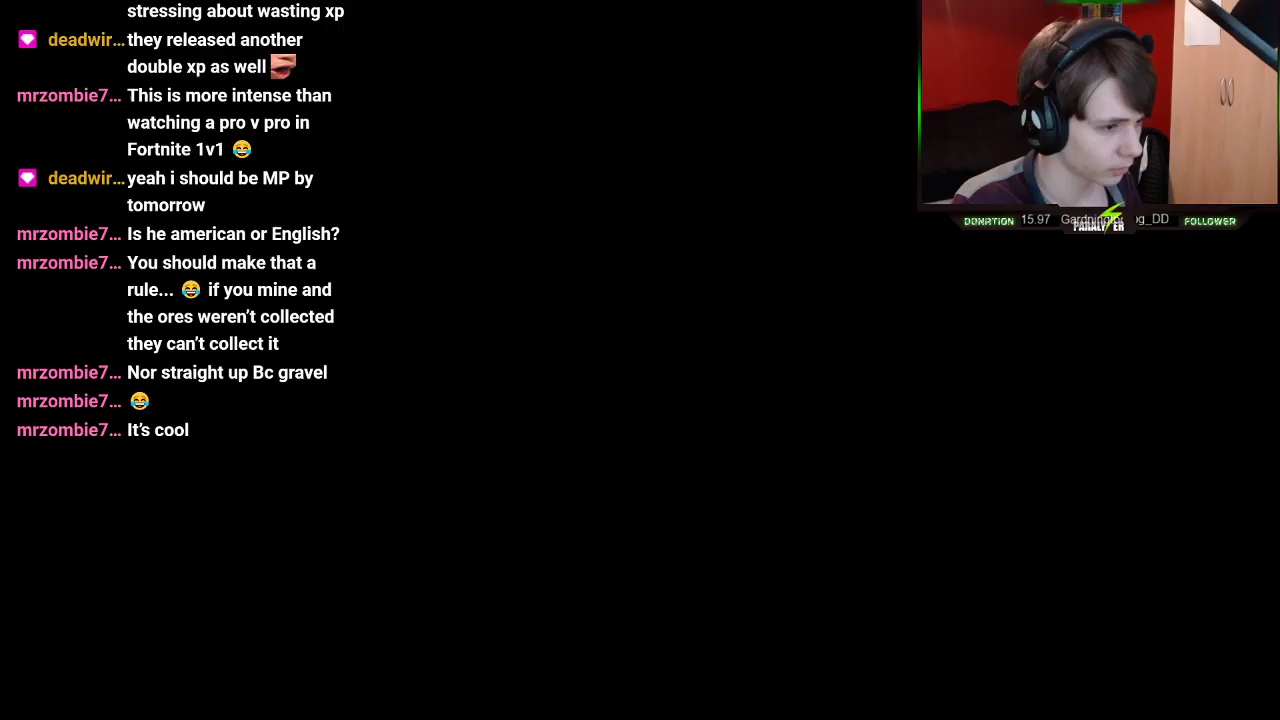 stressing about wasting xp
deadwir... they released another
double xp as well
mrzombie7... This is more intense than
watching a pro v pro in
Fortnite 1v1 😂
deadwir... yeah i should be MP by
tomorrow
mrzombie7... Is he american or English?
mrzombie7... You should make that a
rule... 😂 if you mine and
the ores weren’t collected
they can’t collect it
mrzombie7... Nor straight up Bc gravel
mrzombie7... 😂
mrzombie7... It’s cool
DONATION 15.97 FOLLOWER